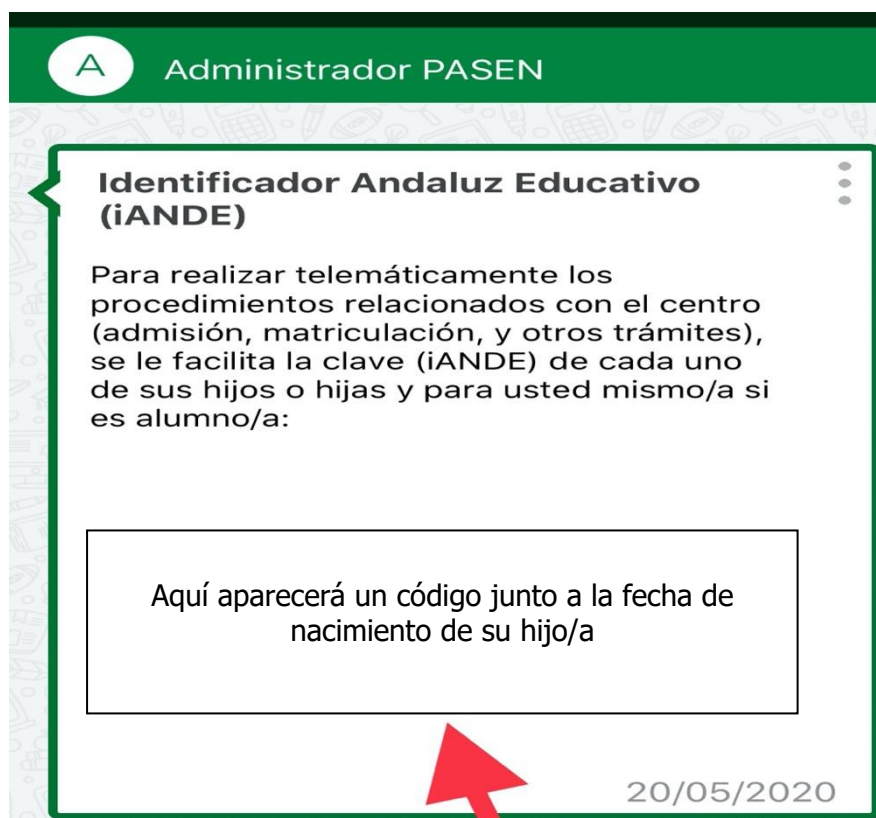 A
Administrador PASEN
Identificador Andaluz Educativo
(iANDE)
Para realizar telemáticamente los
procedimientos relacionados con el centro
(admisión, matriculación, y otros trámites),
se le facilita la clave (iANDE) de cada uno
de sus hijos o hijas y para usted mismo/a si
es alumno/a:
Aquí aparecerá un código junto a la fecha de
nacimiento de su hijo/a
20/05/2020